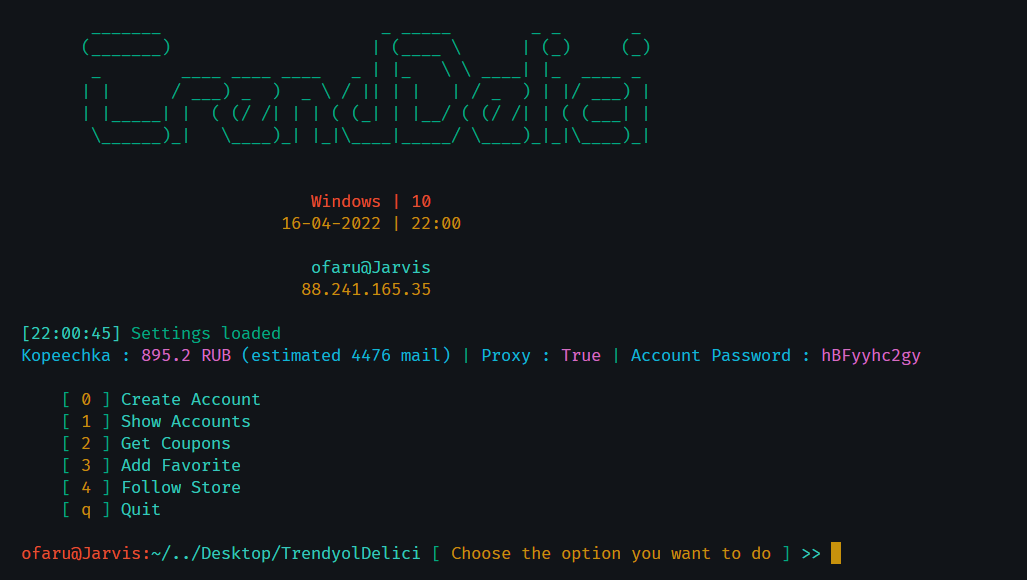 TrendDelici
Windows | 10
16-04-2022 | 22:00
ofaru@Jarvis
88.241.165.35
[22:00:45] Settings loaded
Kopeechka : 895.2 RUB (estimated 4476 mail) | Proxy : True | Account Password : hBFyyhc2gy
[ 0 ] Create Account
[ 1 ] Show Accounts
[ 2 ] Get Coupons
[ 3 ] Add Favorite
[ 4 ] Follow Store
[ q ] Quit
ofaru@Jarvis:~/../Desktop/TrendyolDelici [ Choose the option you want to do ] >>